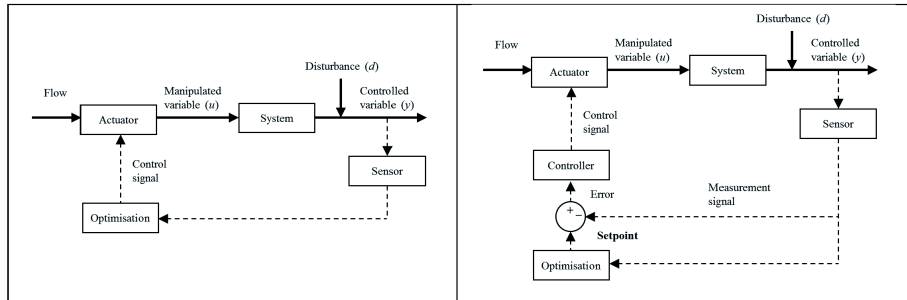 Disturbance (d)
Flow
Manipulated
variable (u)
Controlled
variable (y)
Actuator
System
Control
signal
Sensor
Optimisation
Disturbance (d)
Flow
Manipulated
variable (u)
Controlled
variable (y)
Actuator
System
Control
signal
Sensor
Controller
Error
Measurement
signal
+
−
Setpoint
Optimisation